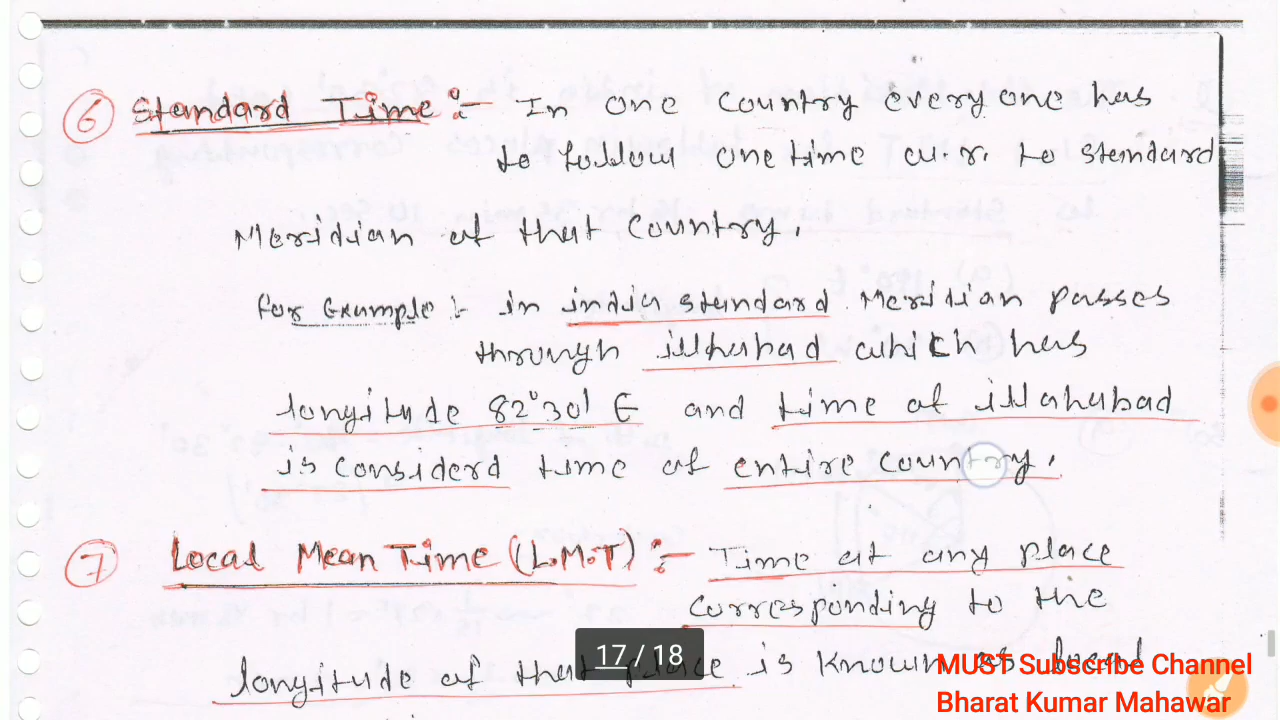 ⑥ Standard Time :- In one Country every one has
to follow one time w.r. to standard
Meridian of that Country.
for Example :- in india standard Meridian passes
through illhabad which has
longitude 82°30' E and time of illahabad
is considerd time of entire country.
⑦ Local Mean Time (L.M.T) :- Time at any place
corresponding to the
longitude of that place is known as local
17 / 18
MUST Subscribe Channel
Bharat Kumar Mahawar